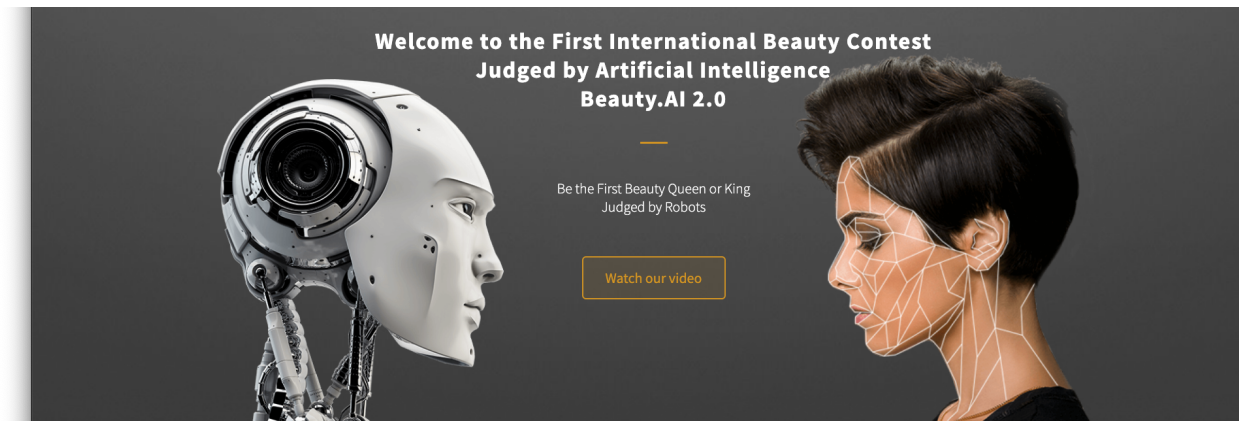 Welcome to the First International Beauty Contest
Judged by Artificial Intelligence
Beauty.AI 2.0
Be the First Beauty Queen or King
Judged by Robots
Watch our video